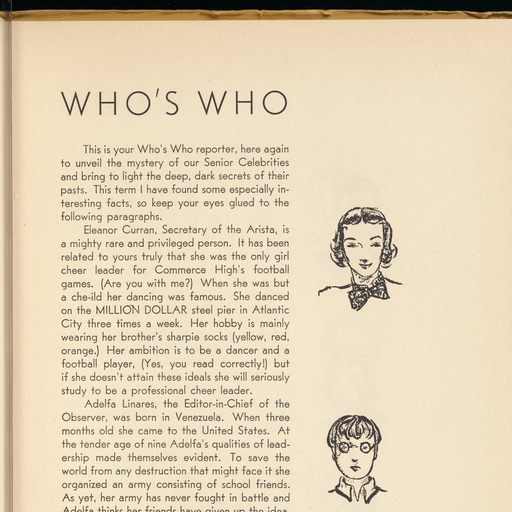 WHO'S WHO
This is your Who's Who reporter, here again
to unveil the mystery of our Senior Celebrities
and bring to light the deep, dark secrets of their
pasts. This term I have found some especially in-
teresting facts, so keep your eyes glued to the
following paragraphs.
Eleanor Curran, Secretary of the Arista, is
a mighty rare and privileged person. It has been
related to yours truly that she was the only girl
cheer leader for Commerce High's football
games. (Are you with me?) When she was but
a che-ild her dancing was famous. She danced
on the MILLION DOLLAR steel pier in Atlantic
City three times a week. Her hobby is mainly
wearing her brother's sharpie socks (yellow, red,
orange.) Her ambition is to be a dancer and a
football player, (Yes, you read correctly!) but
if she doesn't attain these ideals she will seriously
study to be a professional cheer leader.
Adelfa Linares, the Editor-in-Chief of the
Observer, was born in Venezuela. When three
months old she came to the United States. At
the tender age of nine Adelfa's qualities of lead-
ership made themselves evident. To save the
world from any destruction that might face it she
organized an army consisting of school friends.
As yet, her army has never fought in battle and
Adelfa thinks her friends have given up the idea.